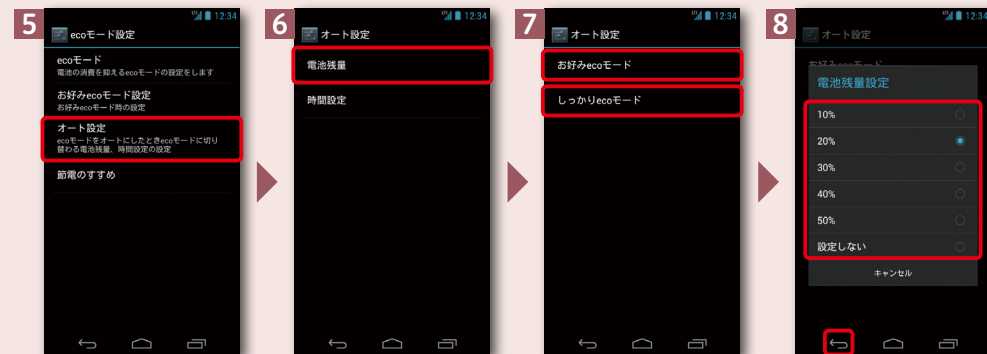 5
12:34
ecoモード設定
ecoモード
電池の消費を抑えるecoモードの設定をします
お好みecoモード設定
お好みecoモード時の設定
オート設定
ecoモードをオートにしたときecoモードに切り
替わる電池残量、時間設定の設定
節電のすすめ
6
12:34
オート設定
電池残量
時間設定
7
12:34
オート設定
お好みecoモード
しっかりecoモード
8
12:34
オート設定
お好みecoモード
電池残量設定
10%
20%
30%
40%
50%
設定しない
キャンセル